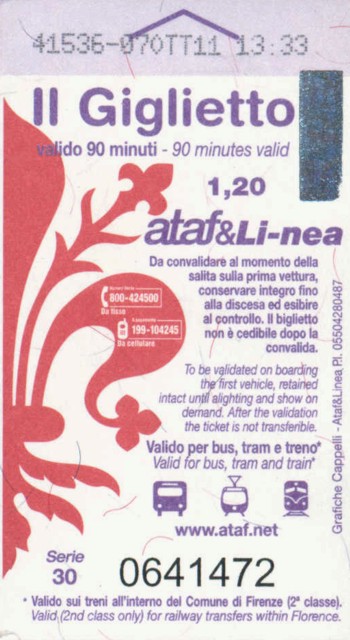 41536-070TT11 13:33
Il Giglietto
valido 90 minuti - 90 minutes valid
1,20
ataf&Li-nea
Da convalidare al momento della
salita sulla prima vettura,
conservare integro fino
alla discesa ed esibire
al controllo. Il biglietto
non è cedibile dopo la
convalida.
800-424500
Da fisso
199-104245
Da cellulare
To be validated on boarding
the first vehicle, retained
intact until alighting and show on
demand. After the validation
the ticket is not transferible.
Valido per bus, tram e treno*
Valid for bus, tram and train*
www.ataf.net
Grafiche Cappelli - Ataf&Linea P.I. 05504280487
Serie
30
0641472
* Valido sui treni all'interno del Comune di Firenze (2ª classe).
Valid (2nd class only) for railway transfers within Florence.